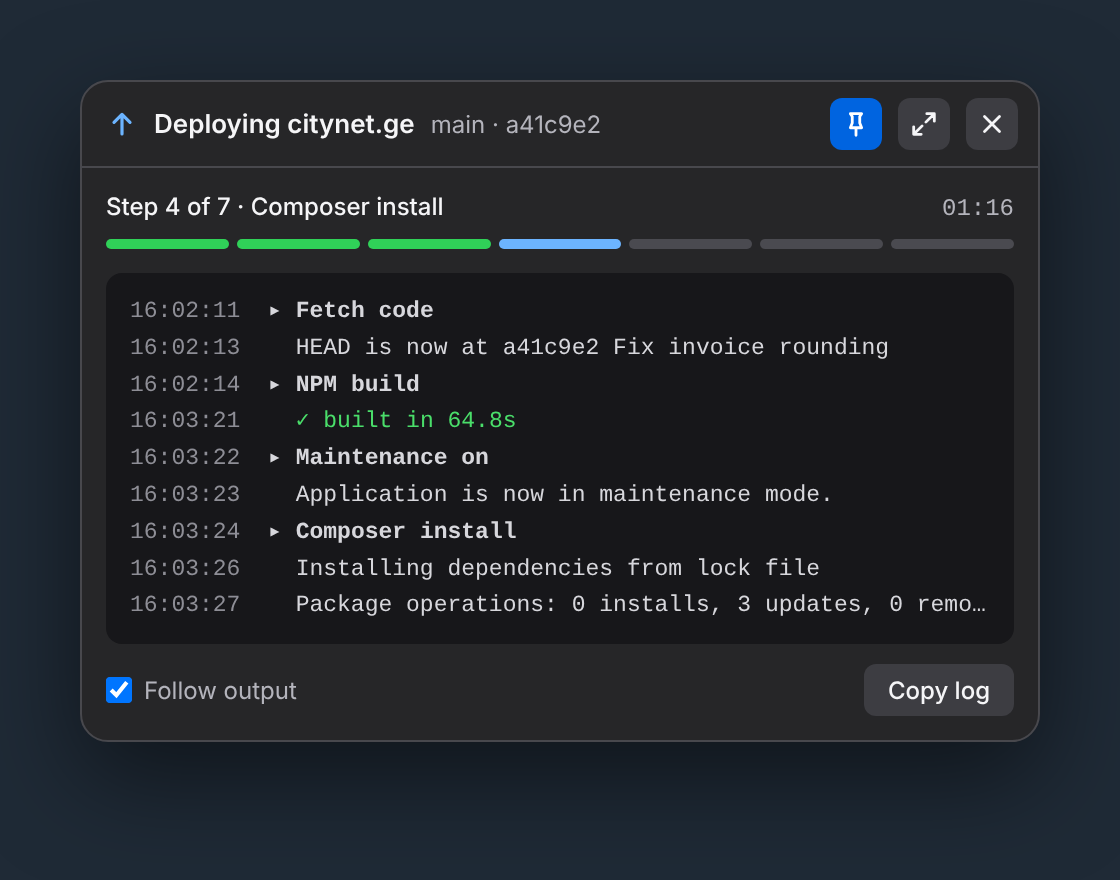 Deploying citynet.ge main · a41c9e2
Step 4 of 7 · Composer install 01:16
16:02:11 ▸ Fetch code
16:02:13 HEAD is now at a41c9e2 Fix invoice rounding
16:02:14 ▸ NPM build
16:03:21 ✓ built in 64.8s
16:03:22 ▸ Maintenance on
16:03:23 Application is now in maintenance mode.
16:03:24 ▸ Composer install
16:03:26 Installing dependencies from lock file
16:03:27 Package operations: 0 installs, 3 updates, 0 remo…
Follow output Copy log